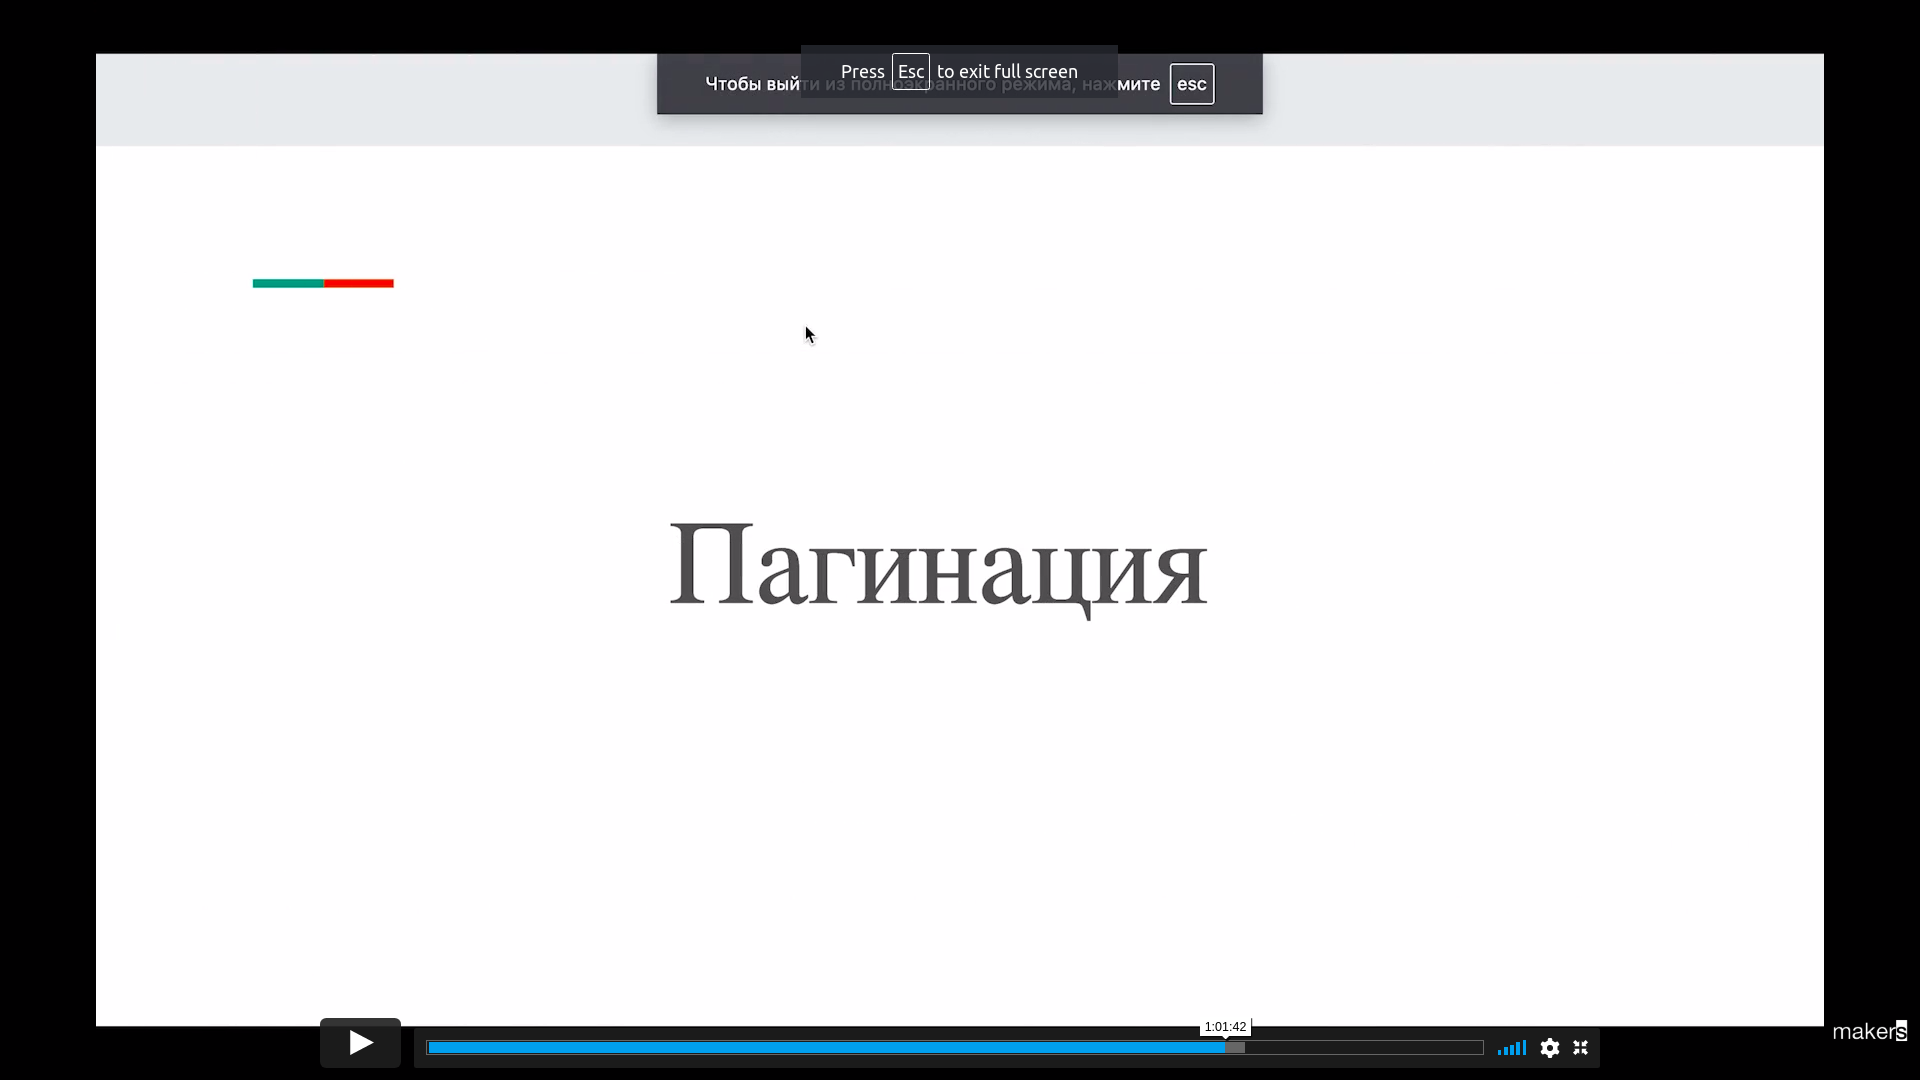 Press Esc to exit full screen
Чтобы выйти из полноэкранного режима, нажмите esc
Пагинация
1:01:42
makers